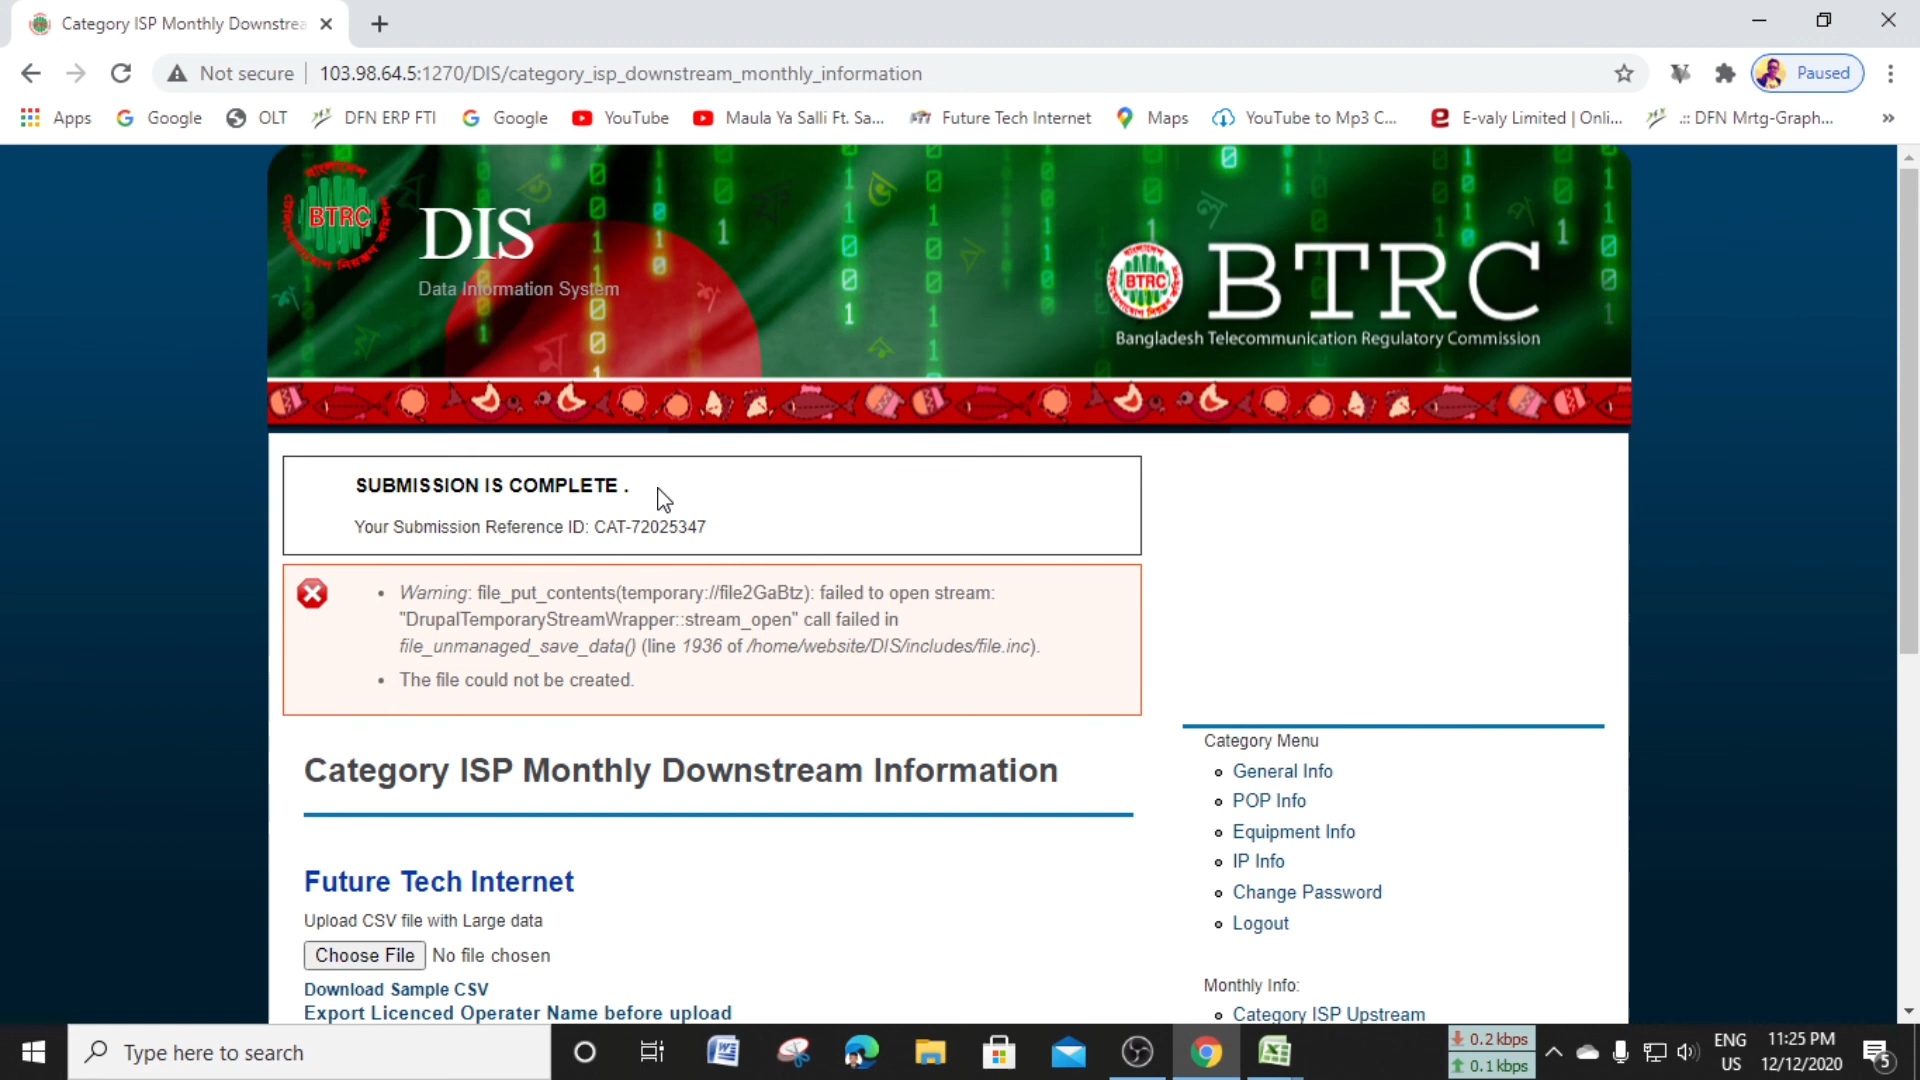 Category ISP Monthly Downstrea
Not secure
103.98.64.5:1270/DIS/category_isp_downstream_monthly_information
Paused
Apps
Google
OLT
DFN ERP FTI
Google
YouTube
Maula Ya Salli Ft. Sa...
Future Tech Internet
Maps
YouTube to Mp3 C...
E-valy Limited | Onli...
.:: DFN Mrtg-Graph...
»
BTRC
DIS
Data Information System
BTRC
BTRC
Bangladesh Telecommunication Regulatory Commission
SUBMISSION IS COMPLETE .
Your Submission Reference ID: CAT-72025347
Warning: file_put_contents(temporary://file2GaBtz): failed to open stream:
"DrupalTemporaryStreamWrapper::stream_open" call failed in
file_unmanaged_save_data() (line 1936 of /home/website/DIS/includes/file.inc).
The file could not be created.
Category ISP Monthly Downstream Information
Future Tech Internet
Upload CSV file with Large data
Choose File No file chosen
Download Sample CSV
Export Licenced Operater Name before upload
Category Menu
General Info
POP Info
Equipment Info
IP Info
Change Password
Logout
Monthly Info:
Category ISP Upstream
Type here to search
0.2 kbps
0.1 kbps
ENG
US
11:25 PM
12/12/2020
5